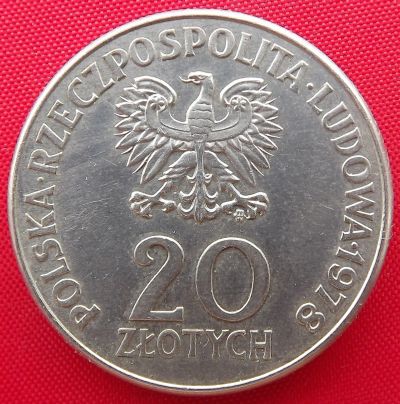 POLSKA·RZECZPOSPOLITA·LUDOWA·1978
20
ZŁOTYCH